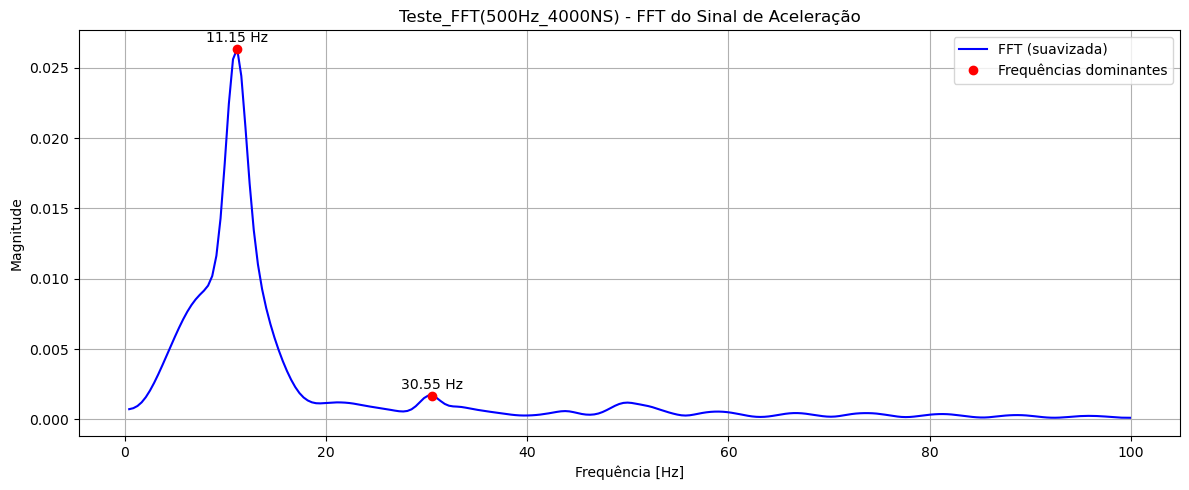 Teste_FFT(500Hz_4000NS) - FFT do Sinal de Aceleração
11.15 Hz
FFT (suavizada)
Frequências dominantes
0.025
0.020
Magnitude
0.015
0.010
0.005
30.55 Hz
0.000
0 20 40 60 80 100
Frequência [Hz]